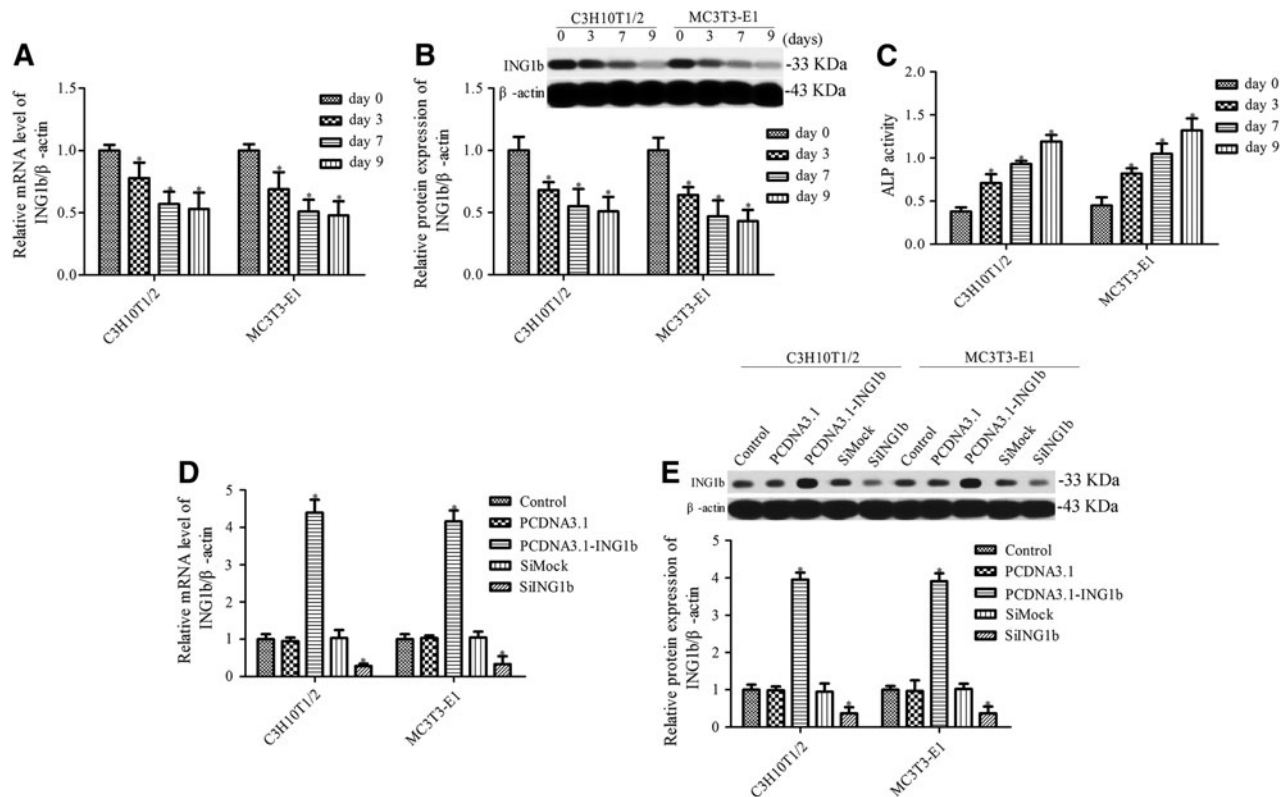 A
Relative mRNA level of
ING1b/β -actin
1.5
1.0
0.5
0.0
day 0
day 3
day 7
day 9
*
*
*
*
*
*
C3H10T1/2
MC3T3-E1
B
C3H10T1/2
MC3T3-E1
0 3 7 9 0 3 7 9 (days)
ING1b
-33 KDa
β -actin
-43 KDa
Relative protein expression of
ING1b/β -actin
1.5
1.0
0.5
0.0
day 0
day 3
day 7
day 9
*
*
*
*
*
*
C3H10T1/2
MC3T3-E1
C
ALP activity
2.0
1.5
1.0
0.5
0.0
day 0
day 3
day 7
day 9
*
*
*
*
*
*
C3H10T1/2
MC3T3-E1
D
Relative mRNA level of
ING1b/β -actin
5
4
3
2
1
0
Control
PCDNA3.1
PCDNA3.1-ING1b
SiMock
SiING1b
*
*
*
*
C3H10T1/2
MC3T3-E1
E
C3H10T1/2
MC3T3-E1
Control
PCDNA3.1
PCDNA3.1-ING1b
SiMock
SiING1b
Control
PCDNA3.1
PCDNA3.1-ING1b
SiMock
SiING1b
ING1b
-33 KDa
β -actin
-43 KDa
Relative protein expression of
ING1b/β -actin
5
4
3
2
1
0
Control
PCDNA3.1
PCDNA3.1-ING1b
SiMock
SiING1b
*
*
*
*
C3H10T1/2
MC3T3-E1